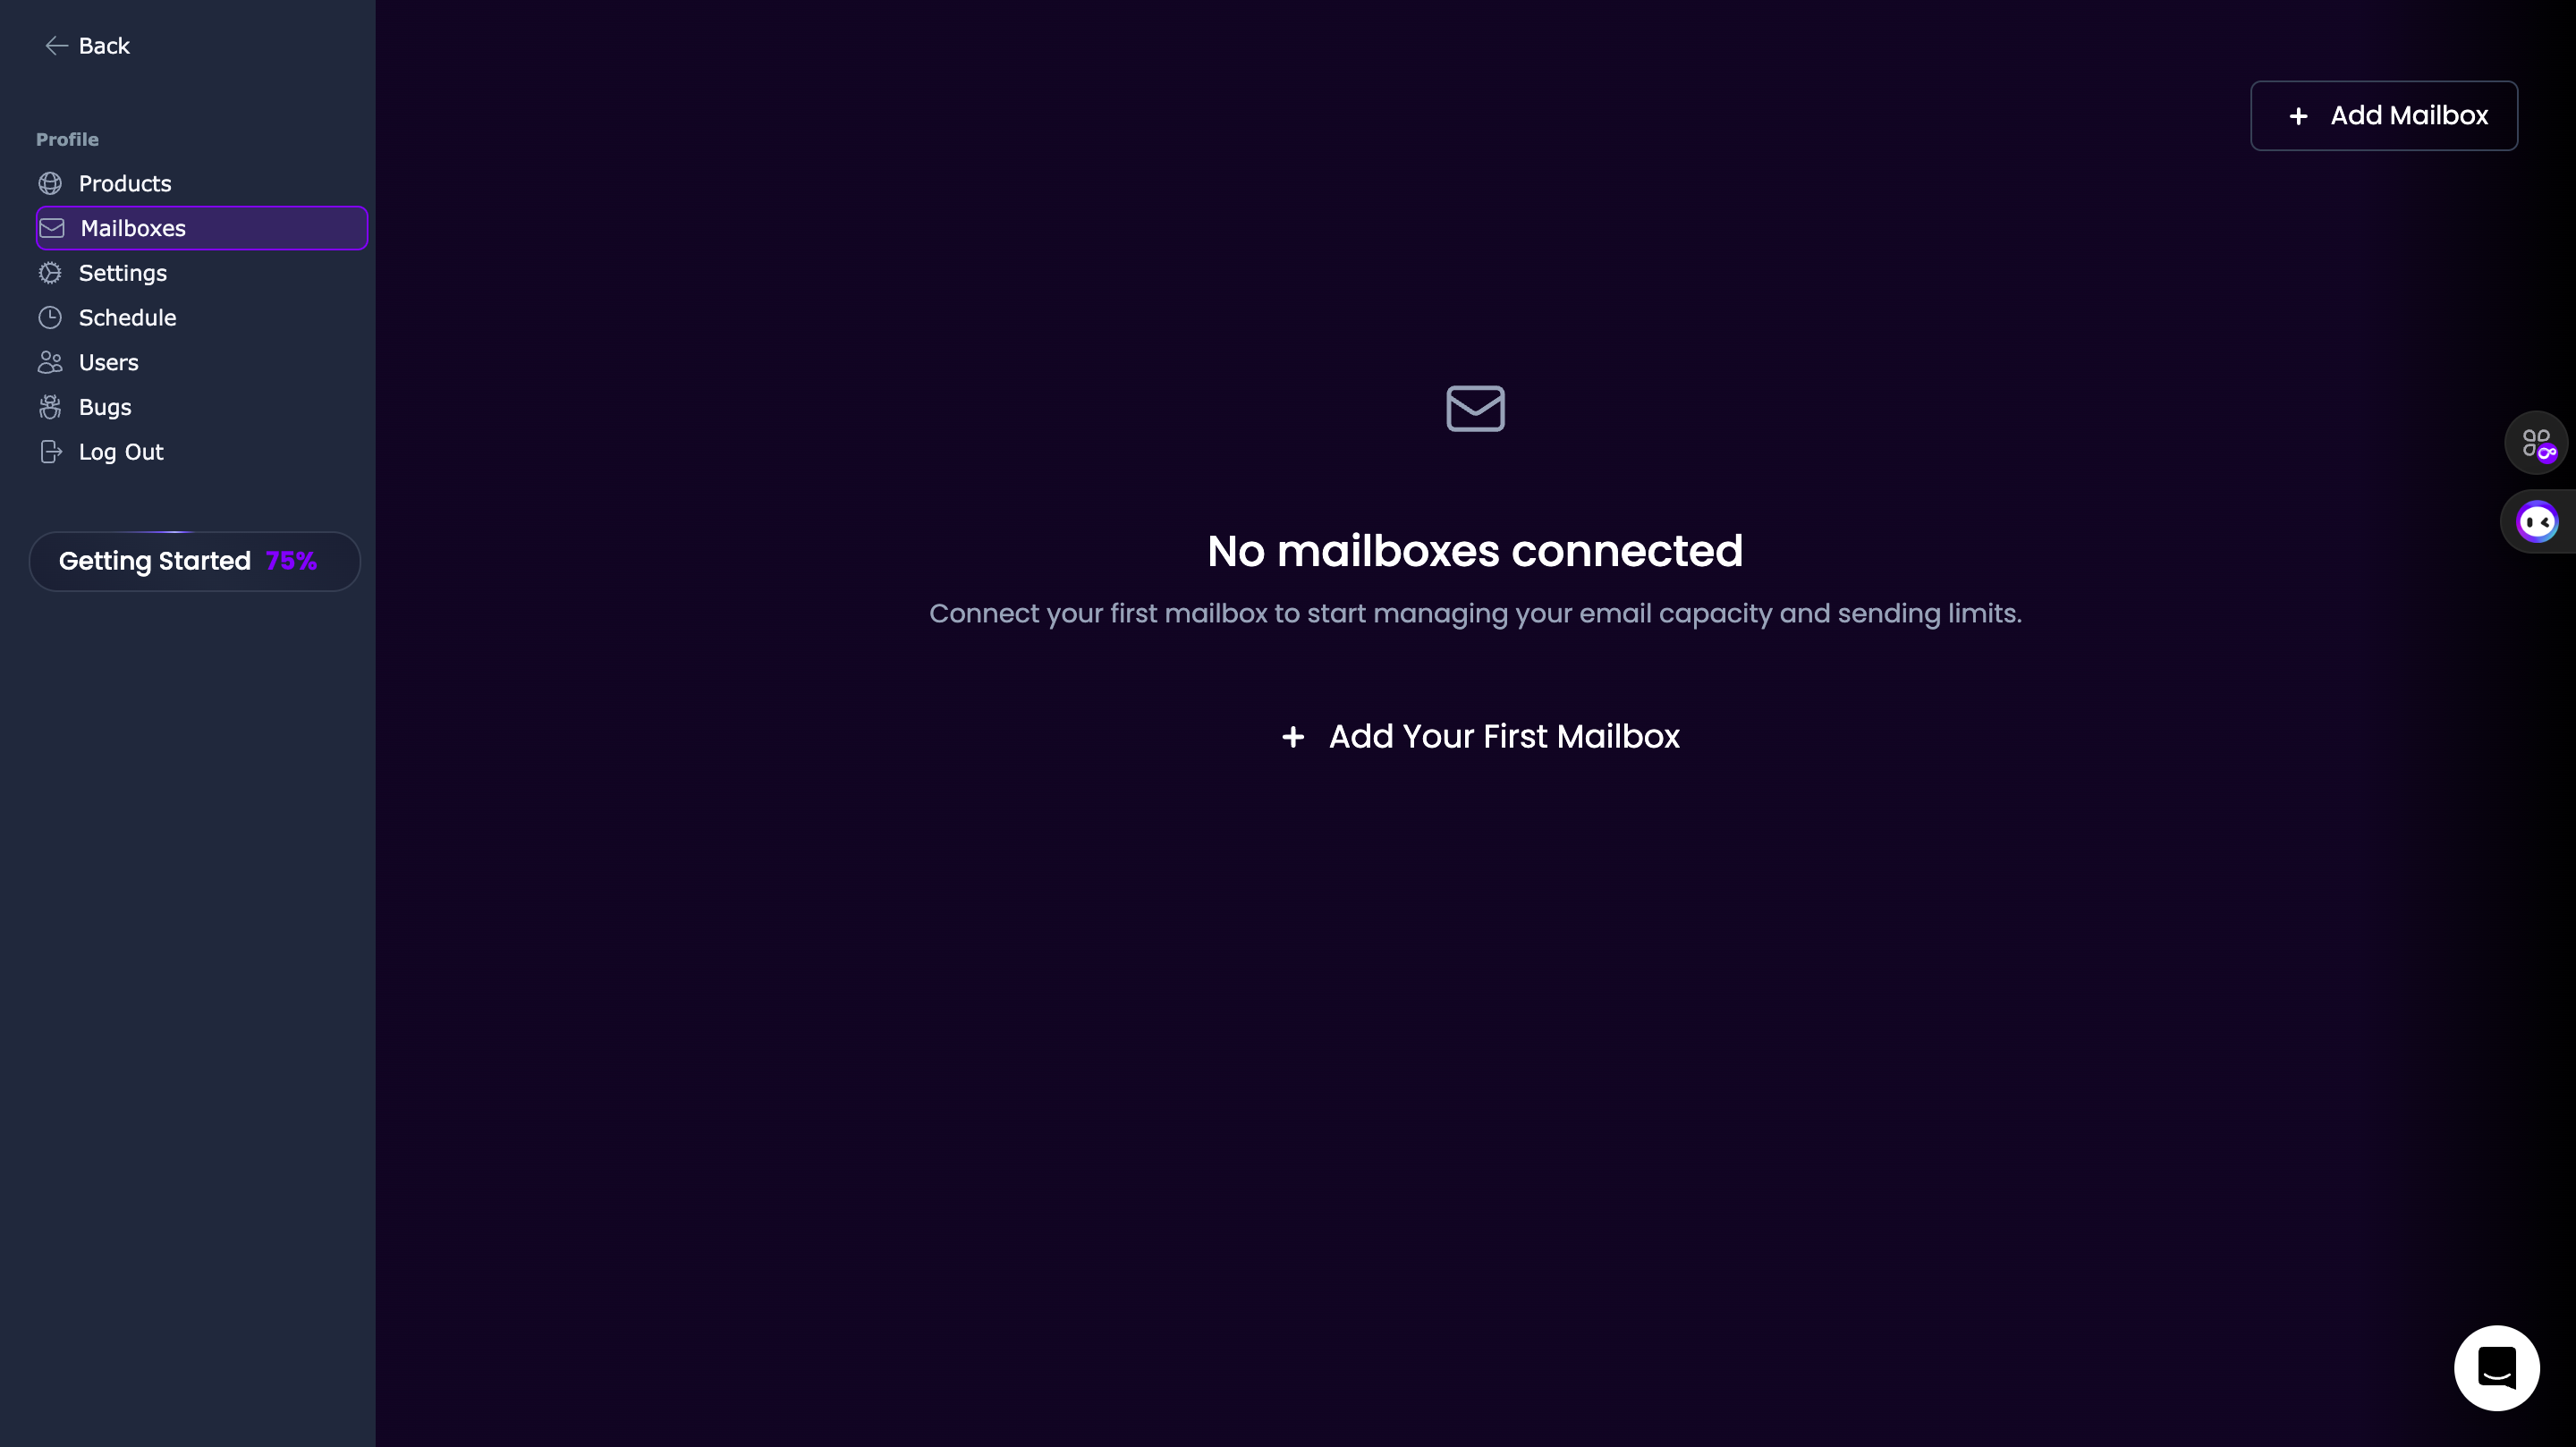 Back
Profile
Products
Mailboxes
Settings
Schedule
Users
Bugs
Log Out
Getting Started 75%
+ Add Mailbox
No mailboxes connected
Connect your first mailbox to start managing your email capacity and sending limits.
+ Add Your First Mailbox